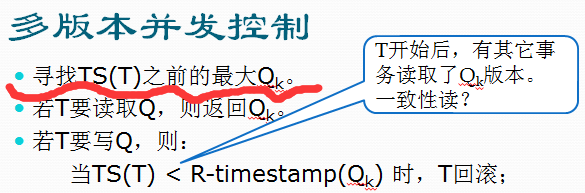 多版本并发控制
寻找TS(T)之前的最大Qk。
若T要读取Q，则返回Qk。
若T要写Q，则：
当TS(T) < R-timestamp(Qk) 时，T回滚；
T开始后，有其它事
务读取了Qk版本。
一致性读？